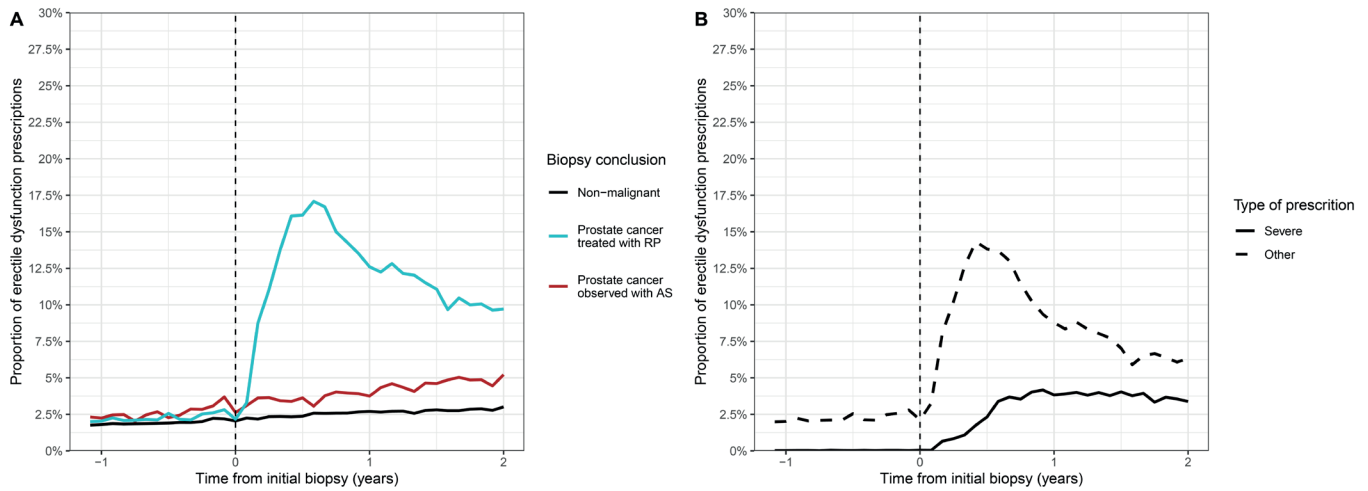 A
Proportion of erectile dysfunction prescriptions
30%
27.5%
25%
22.5%
20%
17.5%
15%
12.5%
10%
7.5%
5%
2.5%
0%
−1
0
1
2
Time from initial biopsy (years)
Biopsy conclusion
Non−malignant
Prostate cancer
treated with RP
Prostate cancer
observed with AS
B
Proportion of erectile dysfunction prescriptions
30%
27.5%
25%
22.5%
20%
17.5%
15%
12.5%
10%
7.5%
5%
2.5%
0%
−1
0
1
2
Time from initial biopsy (years)
Type of prescrition
Severe
Other